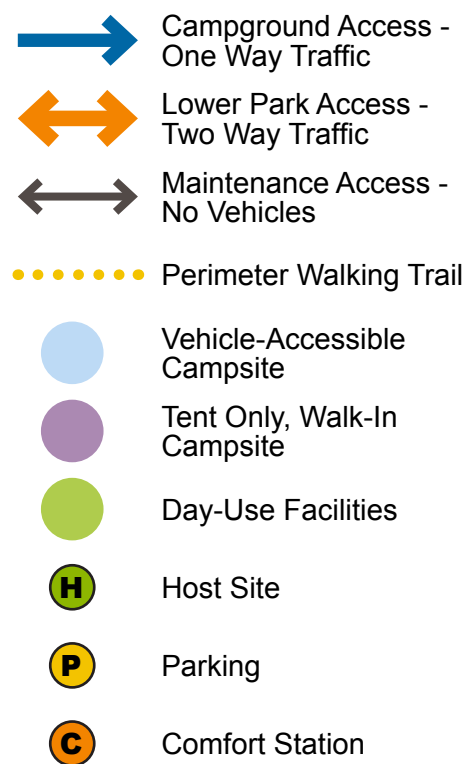 Campground Access -
One Way Traffic
Lower Park Access -
Two Way Traffic
Maintenance Access -
No Vehicles
Perimeter Walking Trail
Vehicle-Accessible
Campsite
Tent Only, Walk-In
Campsite
Day-Use Facilities
H Host Site
P Parking
C Comfort Station